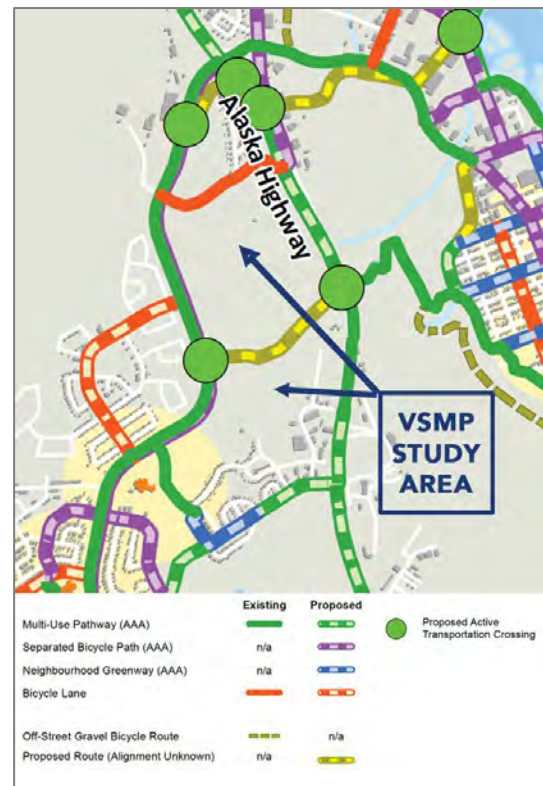 Alaska Highway
VSMP
STUDY
AREA
Existing Proposed
Multi-Use Pathway (AAA)
Proposed Active
Transportation Crossing
Separated Bicycle Path (AAA) n/a
Neighbourhood Greenway (AAA) n/a
Bicycle Lane
Off-Street Gravel Bicycle Route n/a
Proposed Route (Alignment Unknown) n/a